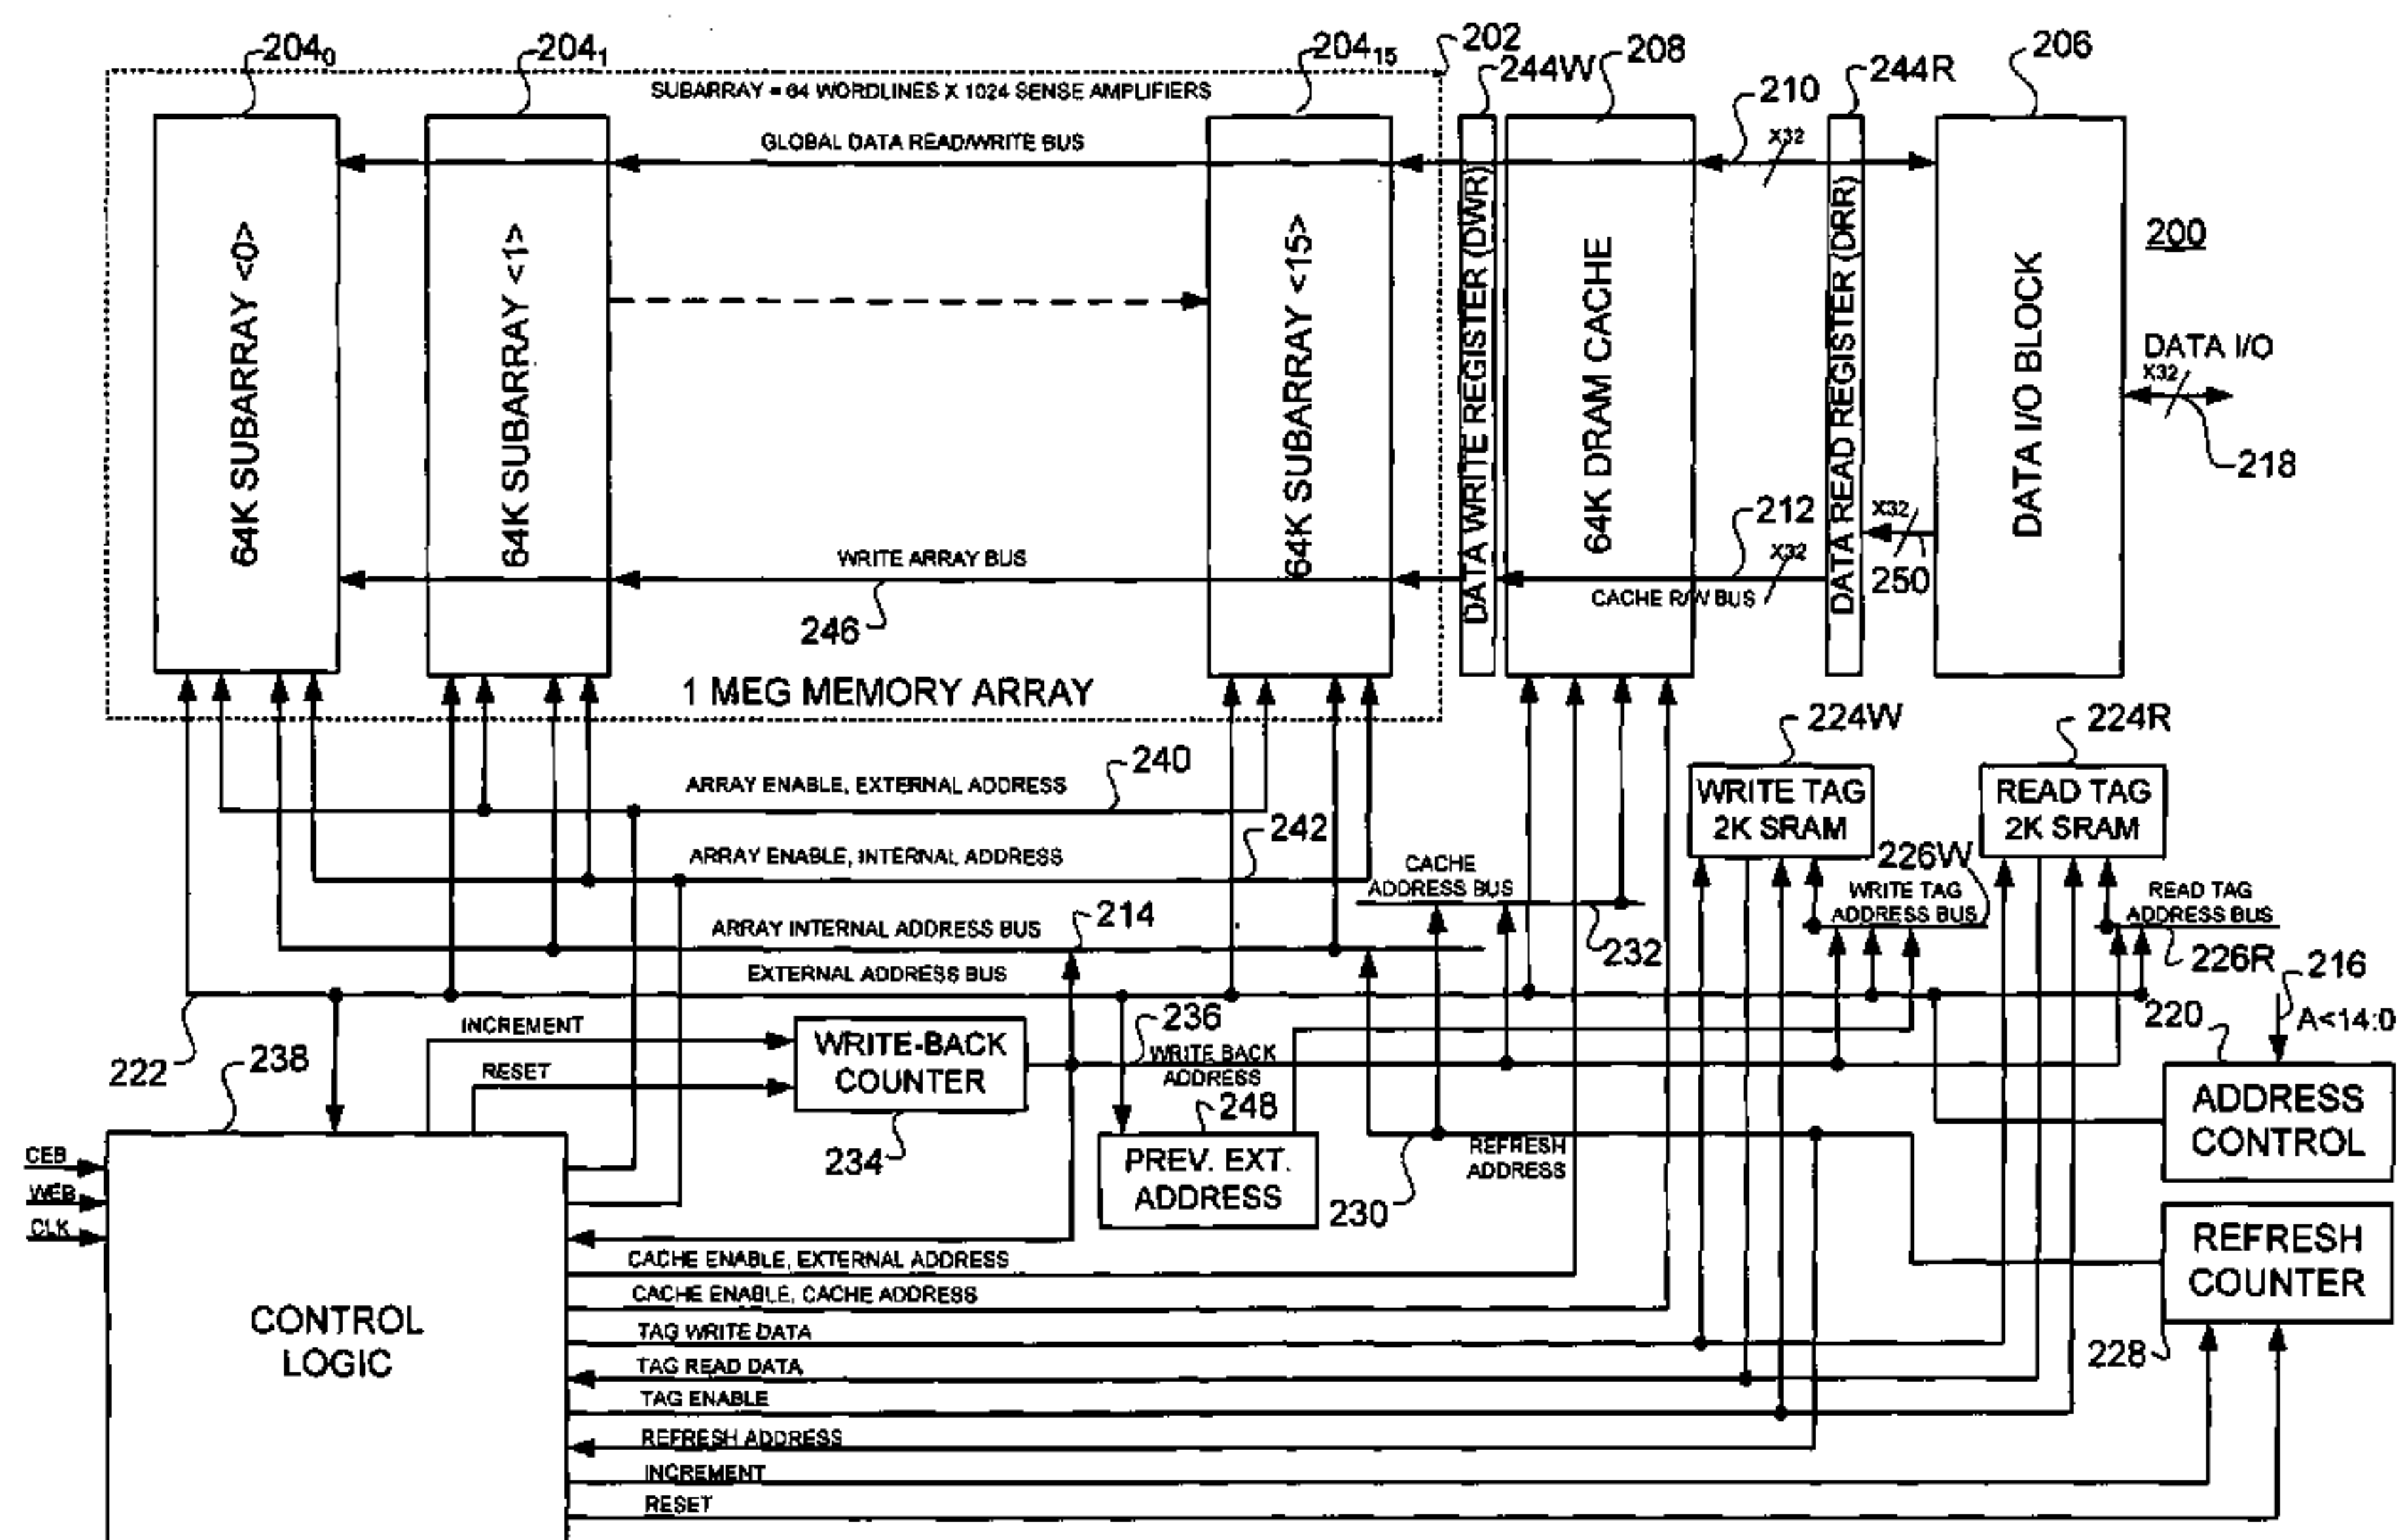 204₀
204₁
204₁₅
202
244W
208
244R
206
SUBARRAY = 64 WORDLINES X 1024 SENSE AMPLIFIERS
210
GLOBAL DATA READ/WRITE BUS
X32
64K SUBARRAY <0>
64K SUBARRAY <1>
64K SUBARRAY <15>
DATA WRITE REGISTER (DWR)
64K DRAM CACHE
DATA READ REGISTER (DRR)
DATA I/O BLOCK
200
DATA I/O
X32
218
212
X32
WRITE ARRAY BUS
X32
250
CACHE R/W BUS
246
1 MEG MEMORY ARRAY
224W
224R
240
ARRAY ENABLE, EXTERNAL ADDRESS
WRITE TAG
2K SRAM
READ TAG
2K SRAM
242
ARRAY ENABLE, INTERNAL ADDRESS
226W
CACHE
ADDRESS BUS
WRITE TAG
ADDRESS BUS
READ TAG
ADDRESS BUS
214
ARRAY INTERNAL ADDRESS BUS
232
226R
216
EXTERNAL ADDRESS BUS
INCREMENT
236
220
A<14:0
222
238
RESET
WRITE-BACK
COUNTER
WRITE BACK
ADDRESS
234
248
ADDRESS
CONTROL
CEB
WEB
CLK
PREV. EXT.
ADDRESS
REFRESH
ADDRESS
230
REFRESH
COUNTER
228
CONTROL
LOGIC
CACHE ENABLE, EXTERNAL ADDRESS
CACHE ENABLE, CACHE ADDRESS
TAG WRITE DATA
TAG READ DATA
TAG ENABLE
REFRESH ADDRESS
INCREMENT
RESET